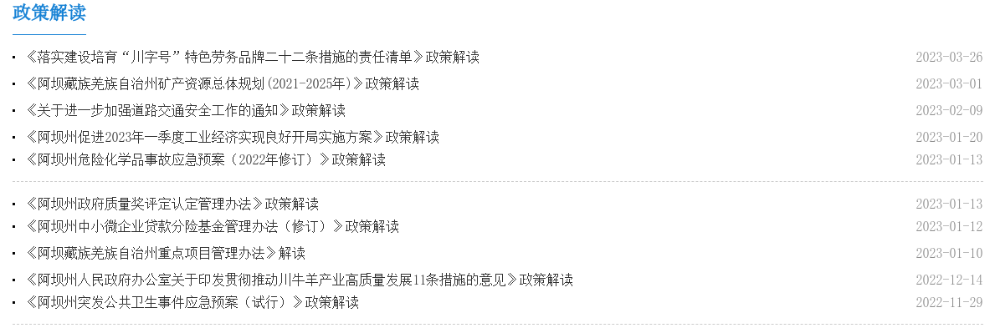 政策解读
《落实建设培育“川字号”特色劳务品牌二十二条措施的责任清单》政策解读 2023-03-26
《阿坝藏族羌族自治州矿产资源总体规划(2021-2025年)》政策解读 2023-03-01
《关于进一步加强道路交通安全工作的通知》政策解读 2023-02-09
《阿坝州促进2023年一季度工业经济实现良好开局实施方案》政策解读 2023-01-20
《阿坝州危险化学品事故应急预案（2022年修订）》政策解读 2023-01-13
《阿坝州政府质量奖评定认定管理办法》政策解读 2023-01-13
《阿坝州中小微企业贷款分险基金管理办法（修订）》政策解读 2023-01-12
《阿坝藏族羌族自治州重点项目管理办法》解读 2023-01-10
《阿坝州人民政府办公室关于印发贯彻推动川牛羊产业高质量发展11条措施的意见》政策解读 2022-12-14
《阿坝州突发公共卫生事件应急预案（试行）》政策解读 2022-11-29